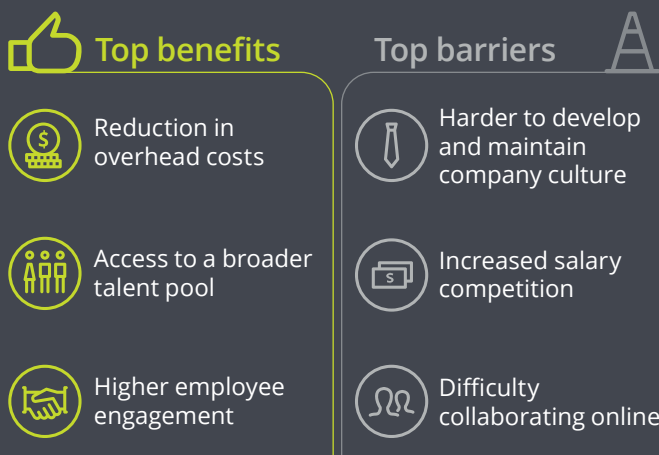 Top benefits
Reduction in
overhead costs
Access to a broader
talent pool
Higher employee
engagement
Top barriers
Harder to develop
and maintain
company culture
Increased salary
competition
Difficulty
collaborating online